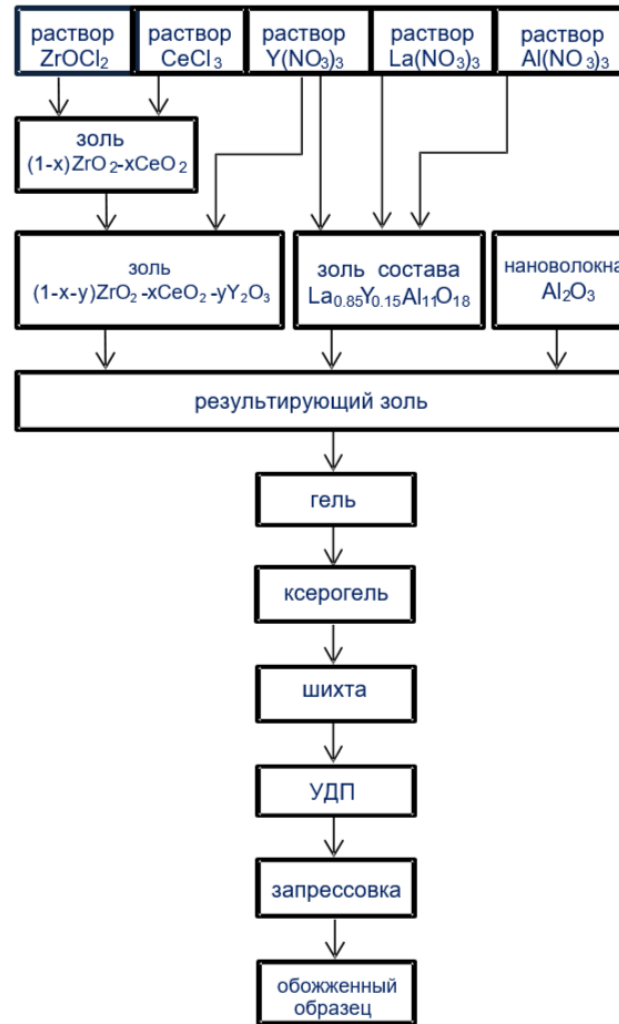 раствор
ZrOCl₂
раствор
CeCl₃
раствор
Y(NO₃)₃
раствор
La(NO₃)₃
раствор
Al(NO₃)₃
золь
(1-x)ZrO₂-xCeO₂
золь
(1-x-y)ZrO₂-xCeO₂-yY₂O₃
золь состава
La₀.₈₅Y₀.₁₅Al₁₁O₁₈
нановолокна
Al₂O₃
результирующий золь
гель
ксерогель
шихта
УДП
запрессовка
обожженный
образец